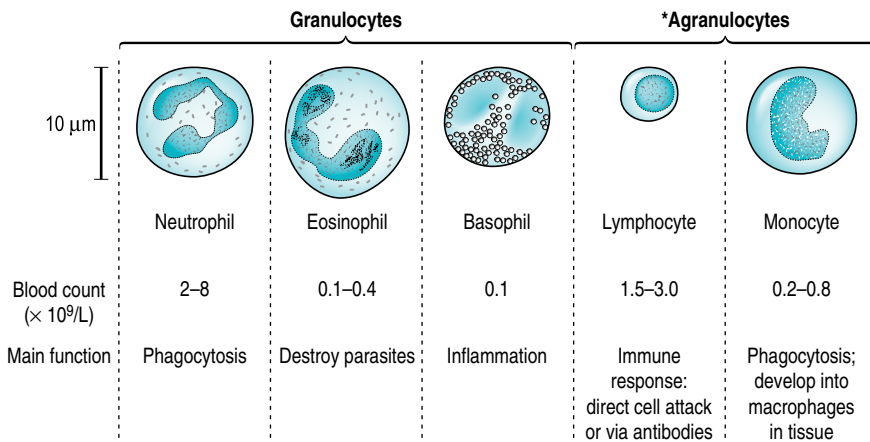 Granulocytes *Agranulocytes
10 μm
Neutrophil Eosinophil Basophil Lymphocyte Monocyte
Blood count 2–8 0.1–0.4 0.1 1.5–3.0 0.2–0.8
(× 10⁹/L)
Main function Phagocytosis Destroy parasites Inflammation Immune Phagocytosis;
response: develop into
direct cell attack macrophages
or via antibodies in tissue